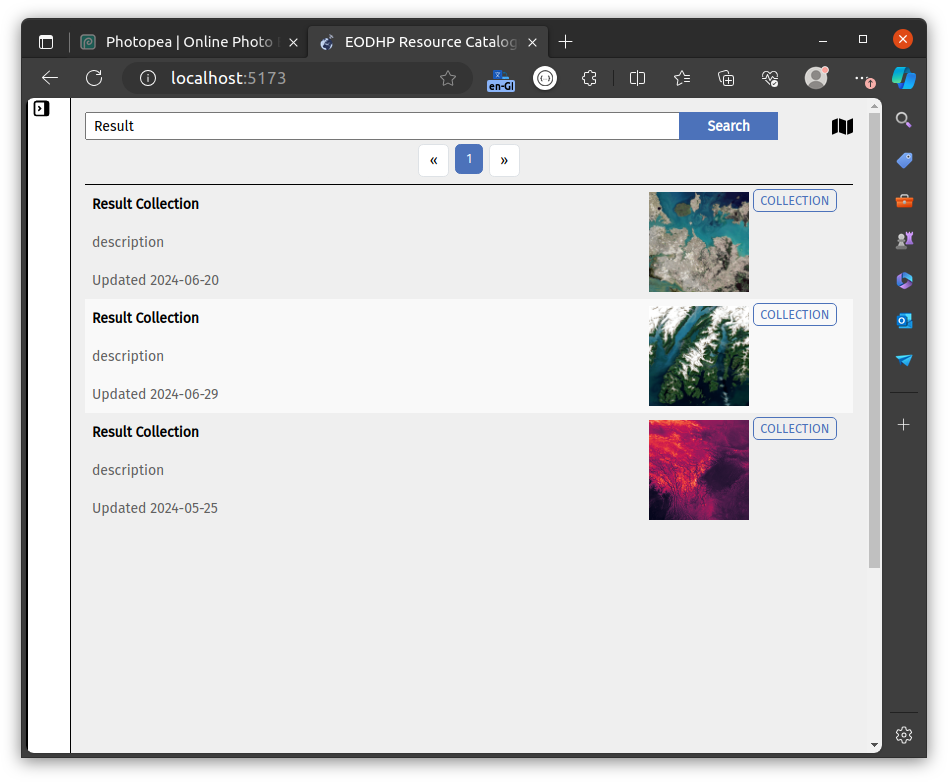 Photopea | Online Photo
EODHP Resource Catalog
localhost:5173
en-GI
Result
Search
«
1
»
Result Collection
COLLECTION
description
Updated 2024-06-20
Result Collection
COLLECTION
description
Updated 2024-06-29
Result Collection
COLLECTION
description
Updated 2024-05-25